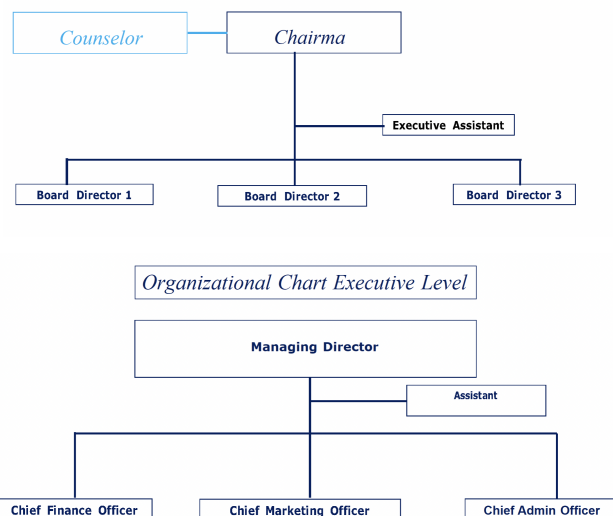 Counselor
Chairma
Executive Assistant
Board Director 1
Board Director 2
Board Director 3
Organizational Chart Executive Level
Managing Director
Assistant
Chief Finance Officer
Chief Marketing Officer
Chief Admin Officer